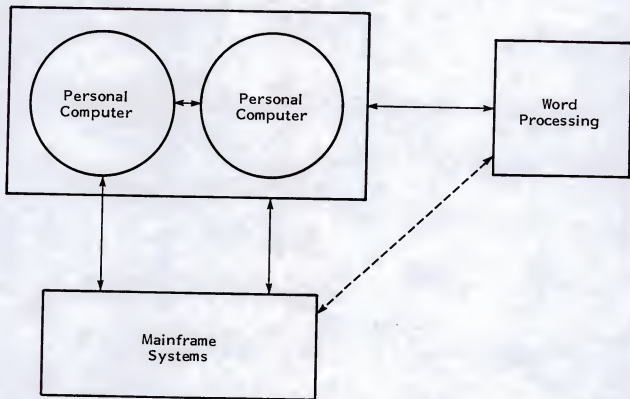 Personal
Computer
Personal
Computer
Word
Processing
Mainframe
Systems